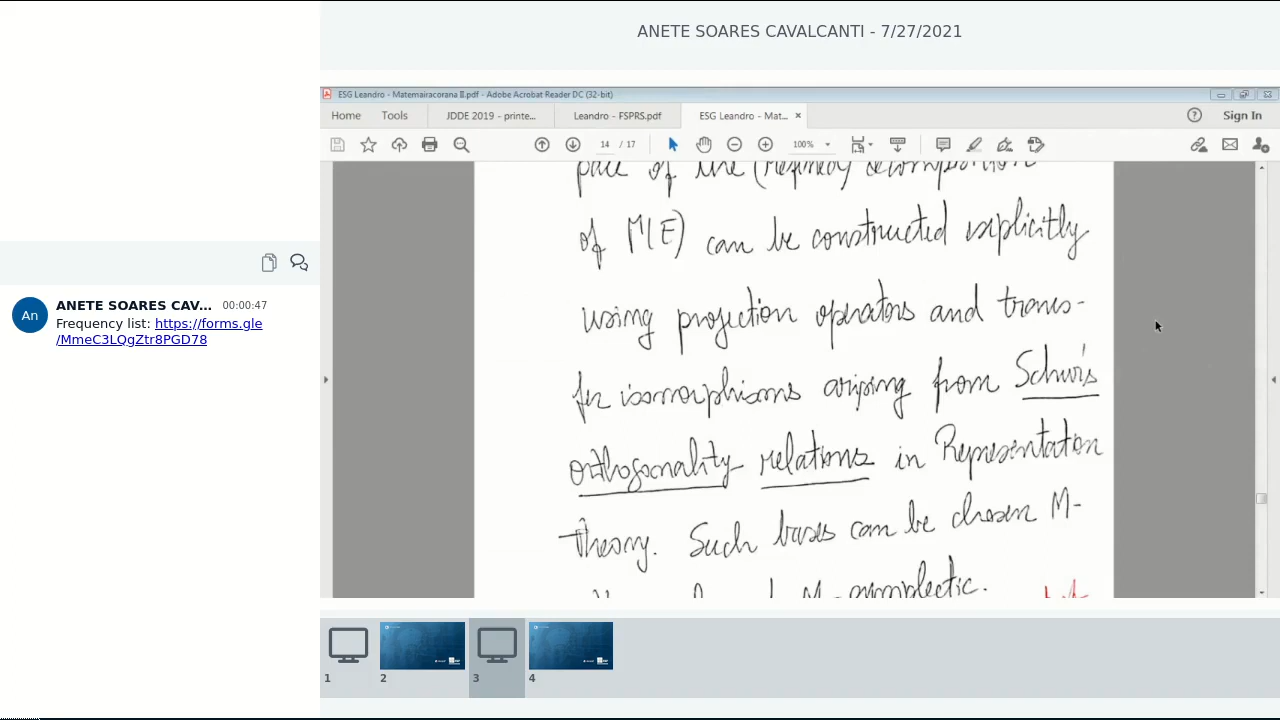 ANETE SOARES CAVALCANTI - 7/27/2021
ESG Leandro - Matemairacorana II.pdf - Adobe Acrobat Reader DC (32-bit)
Home Tools JDDE 2019 - printe... Leandro - FSPRS.pdf ESG Leandro - Mat... × Sign In
14 / 17 100%
of M(E) can be constructed explicitly
using projection operators and trans-
fer isomorphisms arising from Schur's
orthogonality relations in Representation
Theory. Such bases can be chosen M-
M-symplectic.
An
ANETE SOARES CAV... 00:00:47
Frequency list: https://forms.gle
/MmeC3LQgZtr8PGD78
1 2 3 4